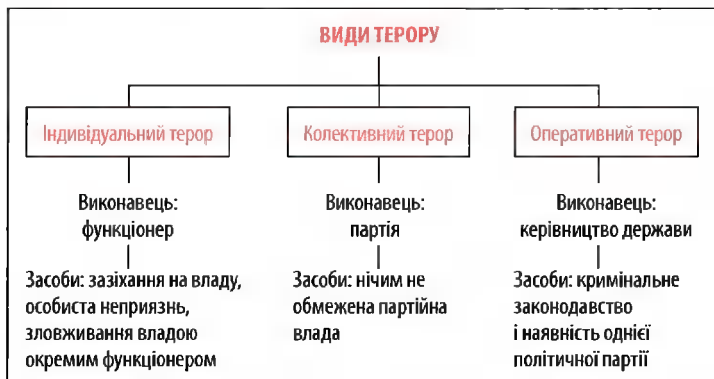 ВИДИ ТЕРОРУ
Індивідуальний терор
Колективний терор
Оперативний терор
Виконавець:
функціонер
Виконавець:
партія
Виконавець:
керівництво держави
Засоби: зазіхання на владу,
особиста неприязнь,
зловживання владою
окремим функціонером
Засоби: нічим не
обмежена партійна
влада
Засоби: кримінальне
законодавство
і наявність однієї
політичної партії